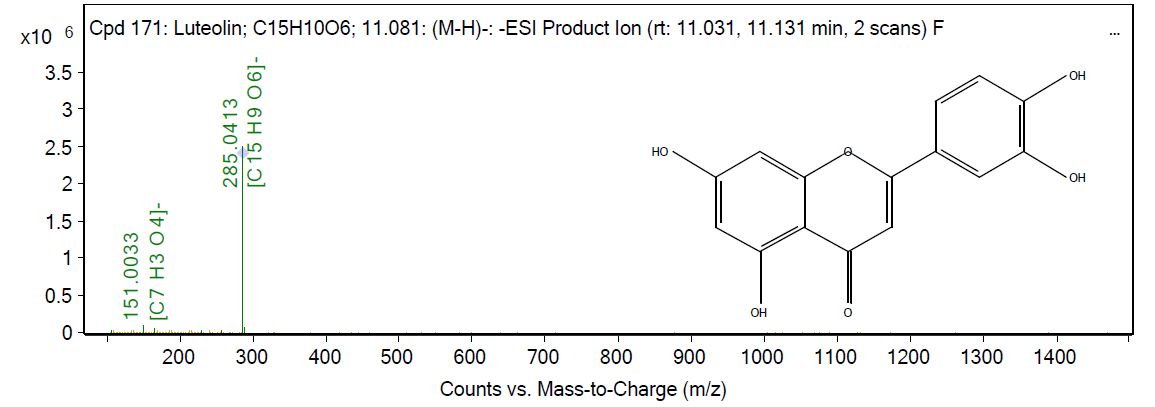 Cpd 171: Luteolin; C15H10O6; 11.081: (M-H)-: -ESI Product Ion (rt: 11.031, 11.131 min, 2 scans) F ...
x10 6
3.5
3
2.5
2
1.5
1
0.5
0
151.0033
[C7 H3 O4]-
285.0413
[C15 H9 O6]-
OH
HO
O
OH
OH
O
200 300 400 500 600 700 800 900 1000 1100 1200 1300 1400
Counts vs. Mass-to-Charge (m/z)